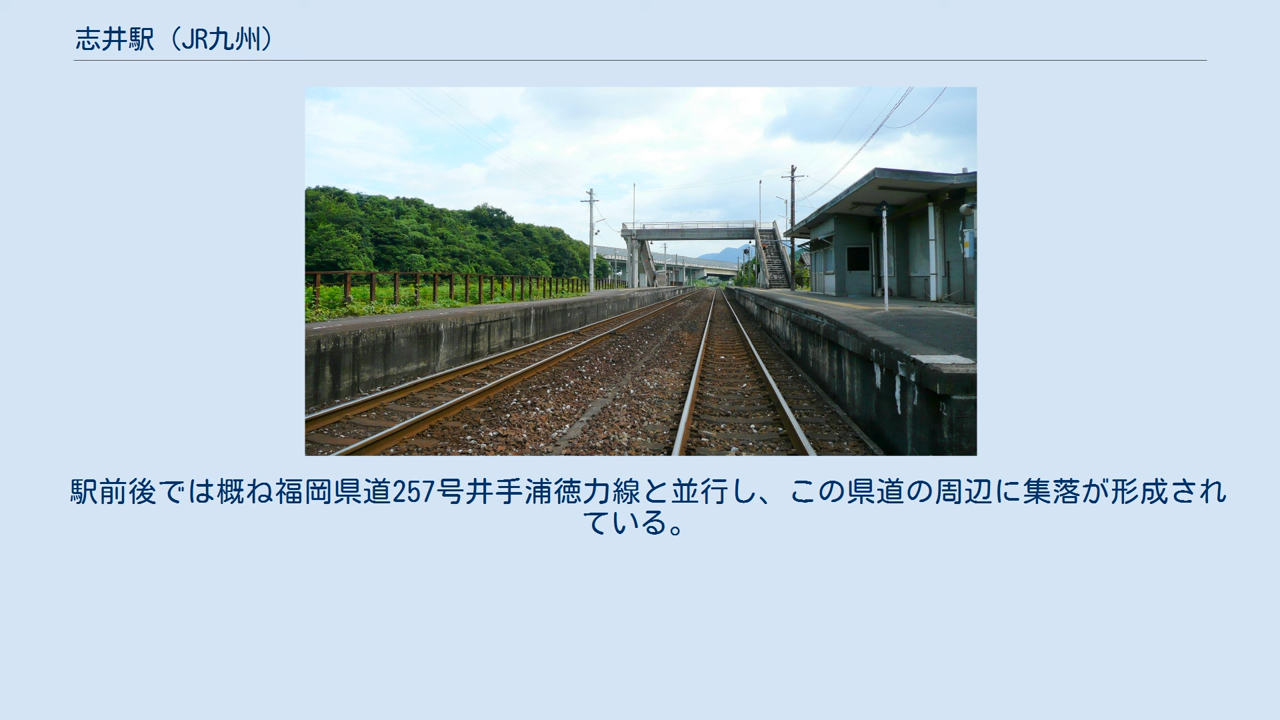 志井駅（JR九州）
駅前後では概ね福岡県道257号井手浦徳力線と並行し、この県道の周辺に集落が形成され
ている。